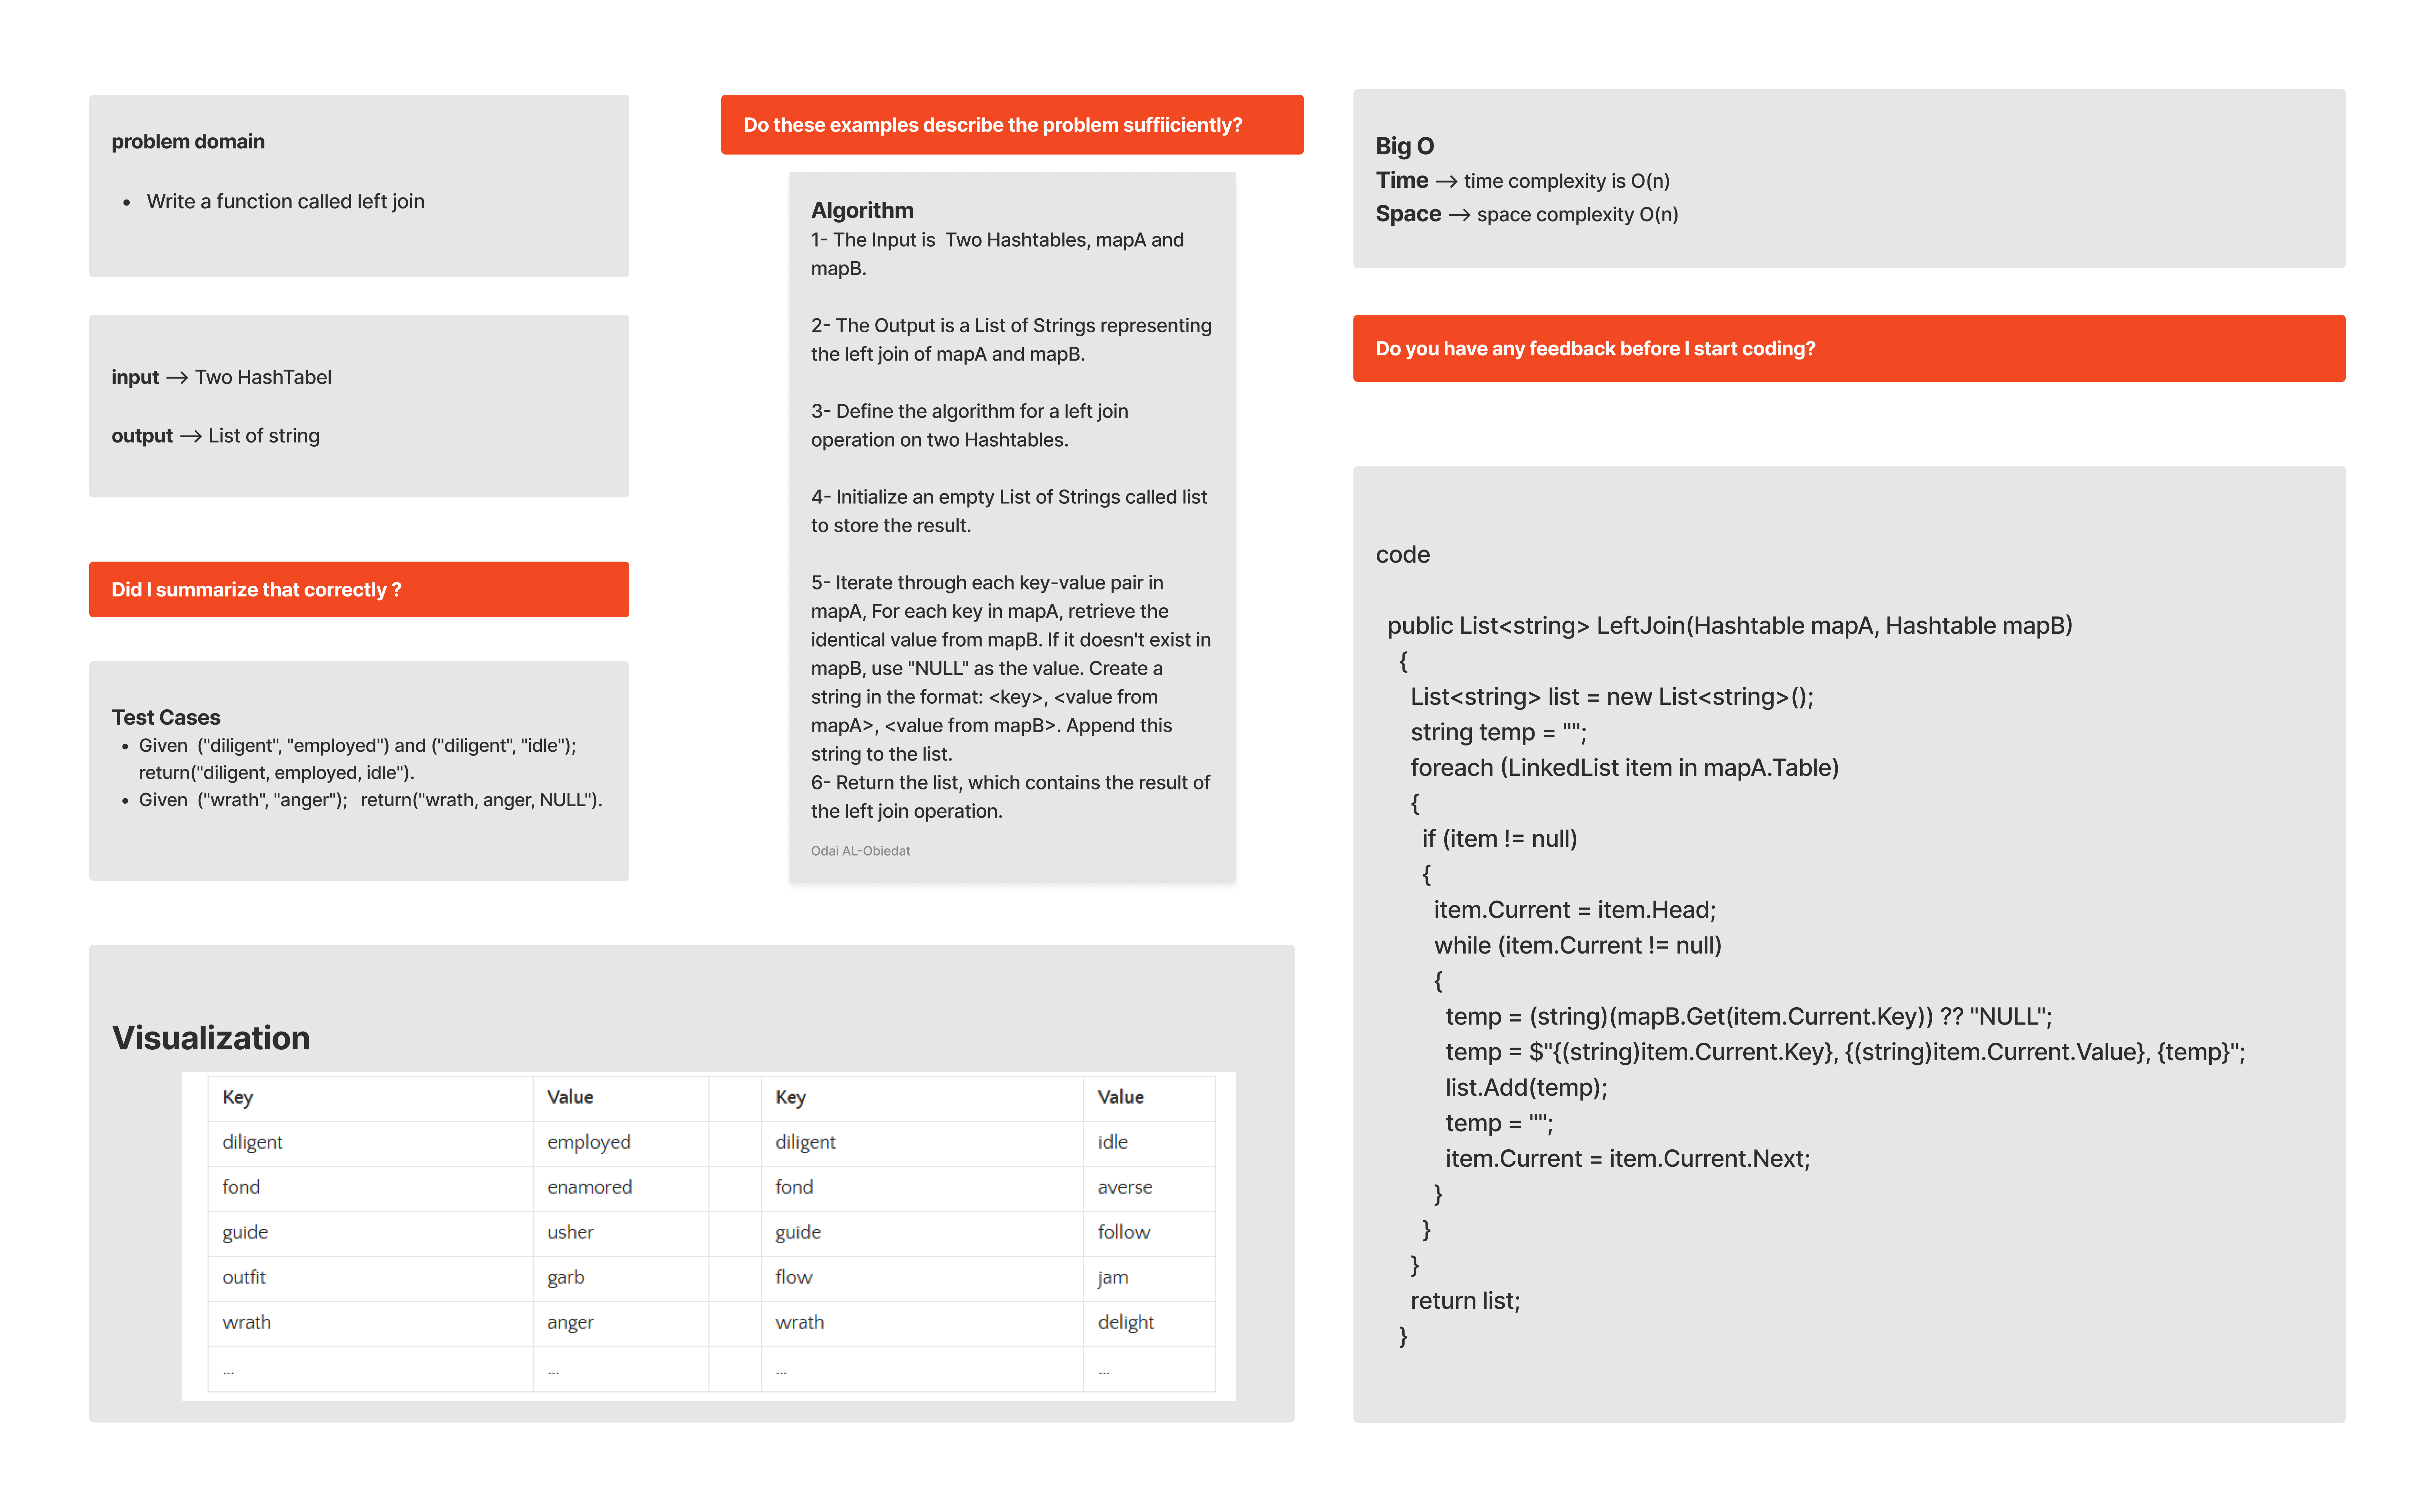 problem domain
• Write a function called left join
input → Two HashTabel
output → List of string
Did I summarize that correctly ?
Test Cases
• Given ("diligent", "employed") and ("diligent", "idle");
return("diligent, employed, idle").
• Given ("wrath", "anger"); return("wrath, anger, NULL").
Do these examples describe the problem suffiiciently?
Algorithm
1- The Input is Two Hashtables, mapA and
mapB.
2- The Output is a List of Strings representing
the left join of mapA and mapB.
3- Define the algorithm for a left join
operation on two Hashtables.
4- Initialize an empty List of Strings called list
to store the result.
5- Iterate through each key-value pair in
mapA, For each key in mapA, retrieve the
identical value from mapB. If it doesn't exist in
mapB, use "NULL" as the value. Create a
string in the format: <key>, <value from
mapA>, <value from mapB>. Append this
string to the list.
6- Return the list, which contains the result of
the left join operation.
Odai AL-Obiedat
Visualization
Key Value Key Value
diligent employed diligent idle
fond enamored fond averse
guide usher guide follow
outfit garb flow jam
wrath anger wrath delight
... ... ... ...
Big O
Time → time complexity is O(n)
Space → space complexity O(n)
Do you have any feedback before I start coding?
code
public List<string> LeftJoin(Hashtable mapA, Hashtable mapB)
{
List<string> list = new List<string>();
string temp = "";
foreach (LinkedList item in mapA.Table)
{
if (item != null)
{
item.Current = item.Head;
while (item.Current != null)
{
temp = (string)(mapB.Get(item.Current.Key)) ?? "NULL";
temp = $"{(string)item.Current.Key}, {(string)item.Current.Value}, {temp}";
list.Add(temp);
temp = "";
item.Current = item.Current.Next;
}
}
}
return list;
}